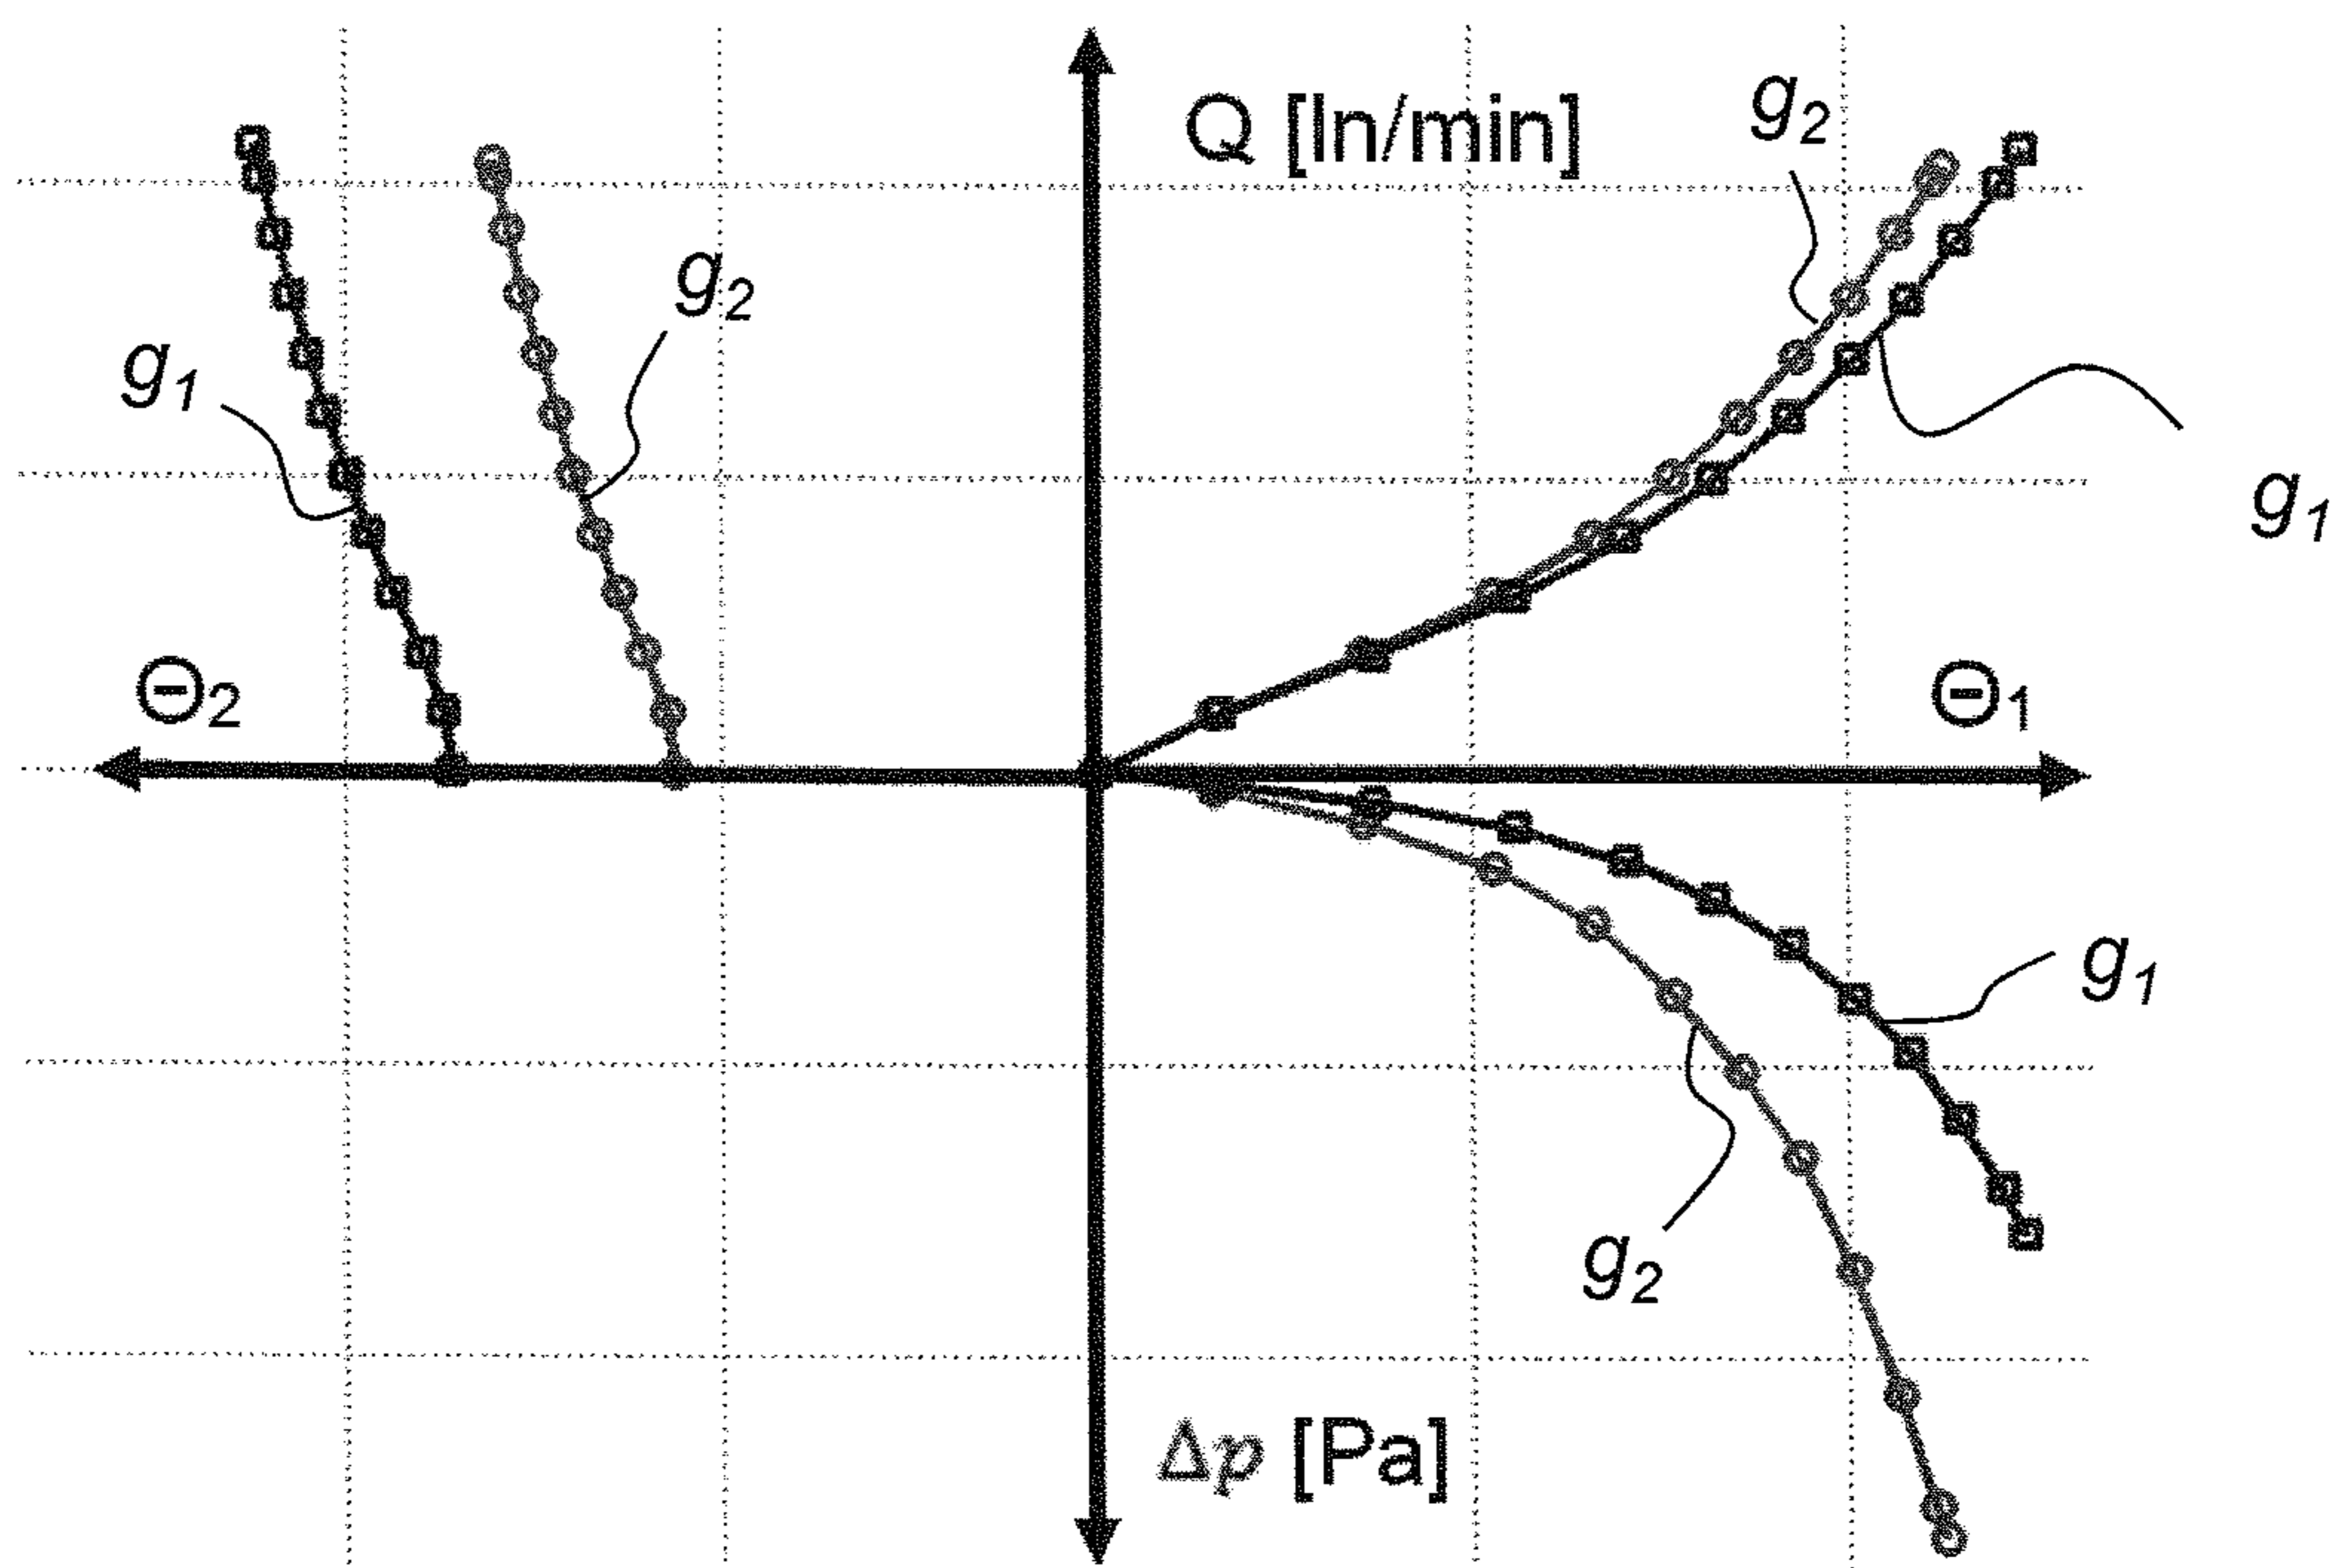 Q [ln/min]
g₂
g₂
g₁
g₁
Θ₂
Θ₁
g₁
g₂
Δp [Pa]